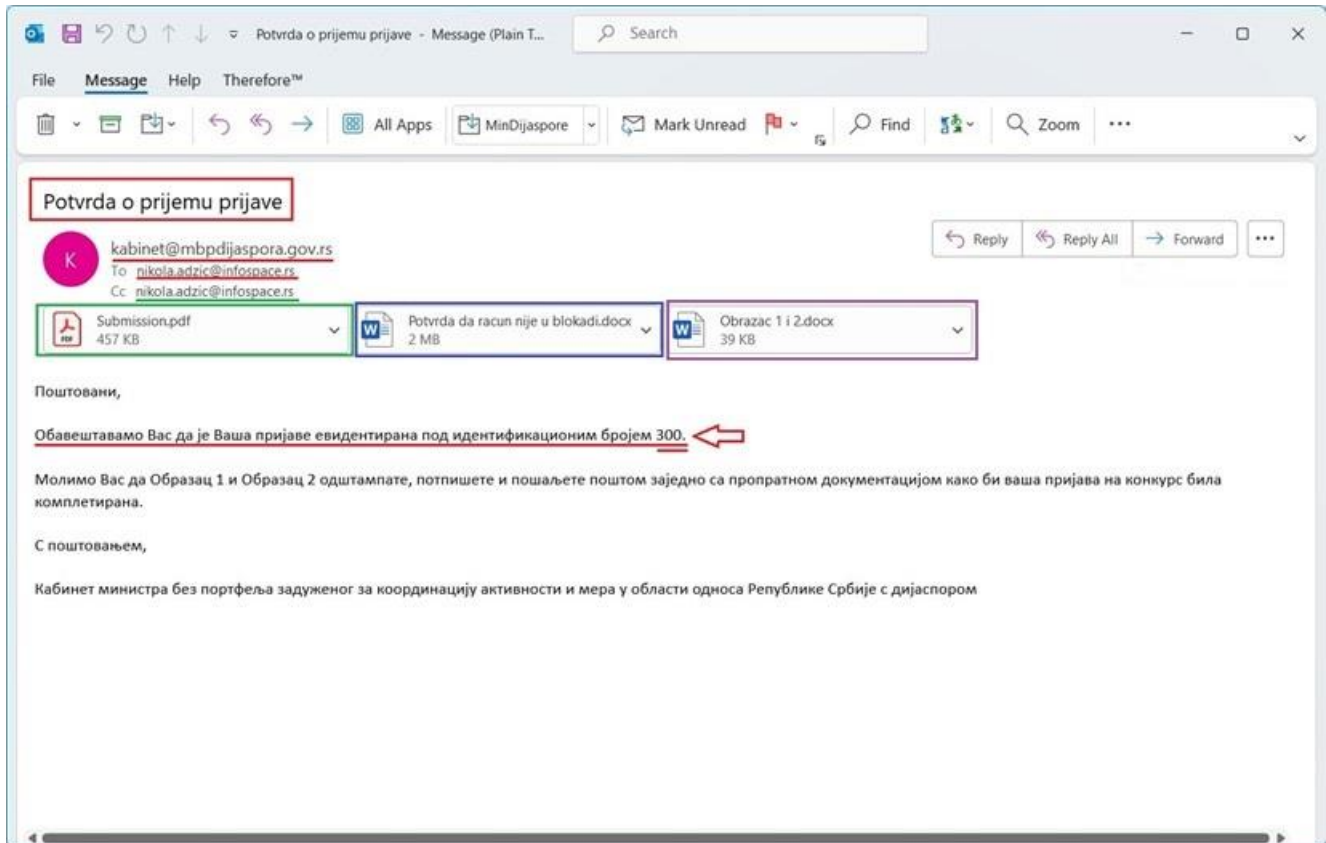 Potvrda o prijemu prijave - Message (Plain T...
Search
File Message Help Therefore™
All Apps MinDijaspore Mark Unread Find Zoom
Potvrda o prijemu prijave
Reply Reply All Forward
K
kabinet@mbpdijaspora.gov.rs
To nikola.adzic@infospace.rs
Cc nikola.adzic@infospace.rs
PDF Submission.pdf
457 KB
W Potvrda da racun nije u blokadi.docx
2 MB
W Obrazac 1 i 2.docx
39 KB
Поштовани,
Обавештавамо Вас да је Ваша пријаве евидентирана под идентификационим бројем 300.
Молимо Вас да Образац 1 и Образац 2 одштампате, потпишете и пошаљете поштом заједно са пропратном документацијом како би ваша пријава на конкурс била
комплетирана.
С поштовањем,
Кабинет министра без портфеља задуженог за координацију активности и мера у области односа Републике Србије с дијаспором